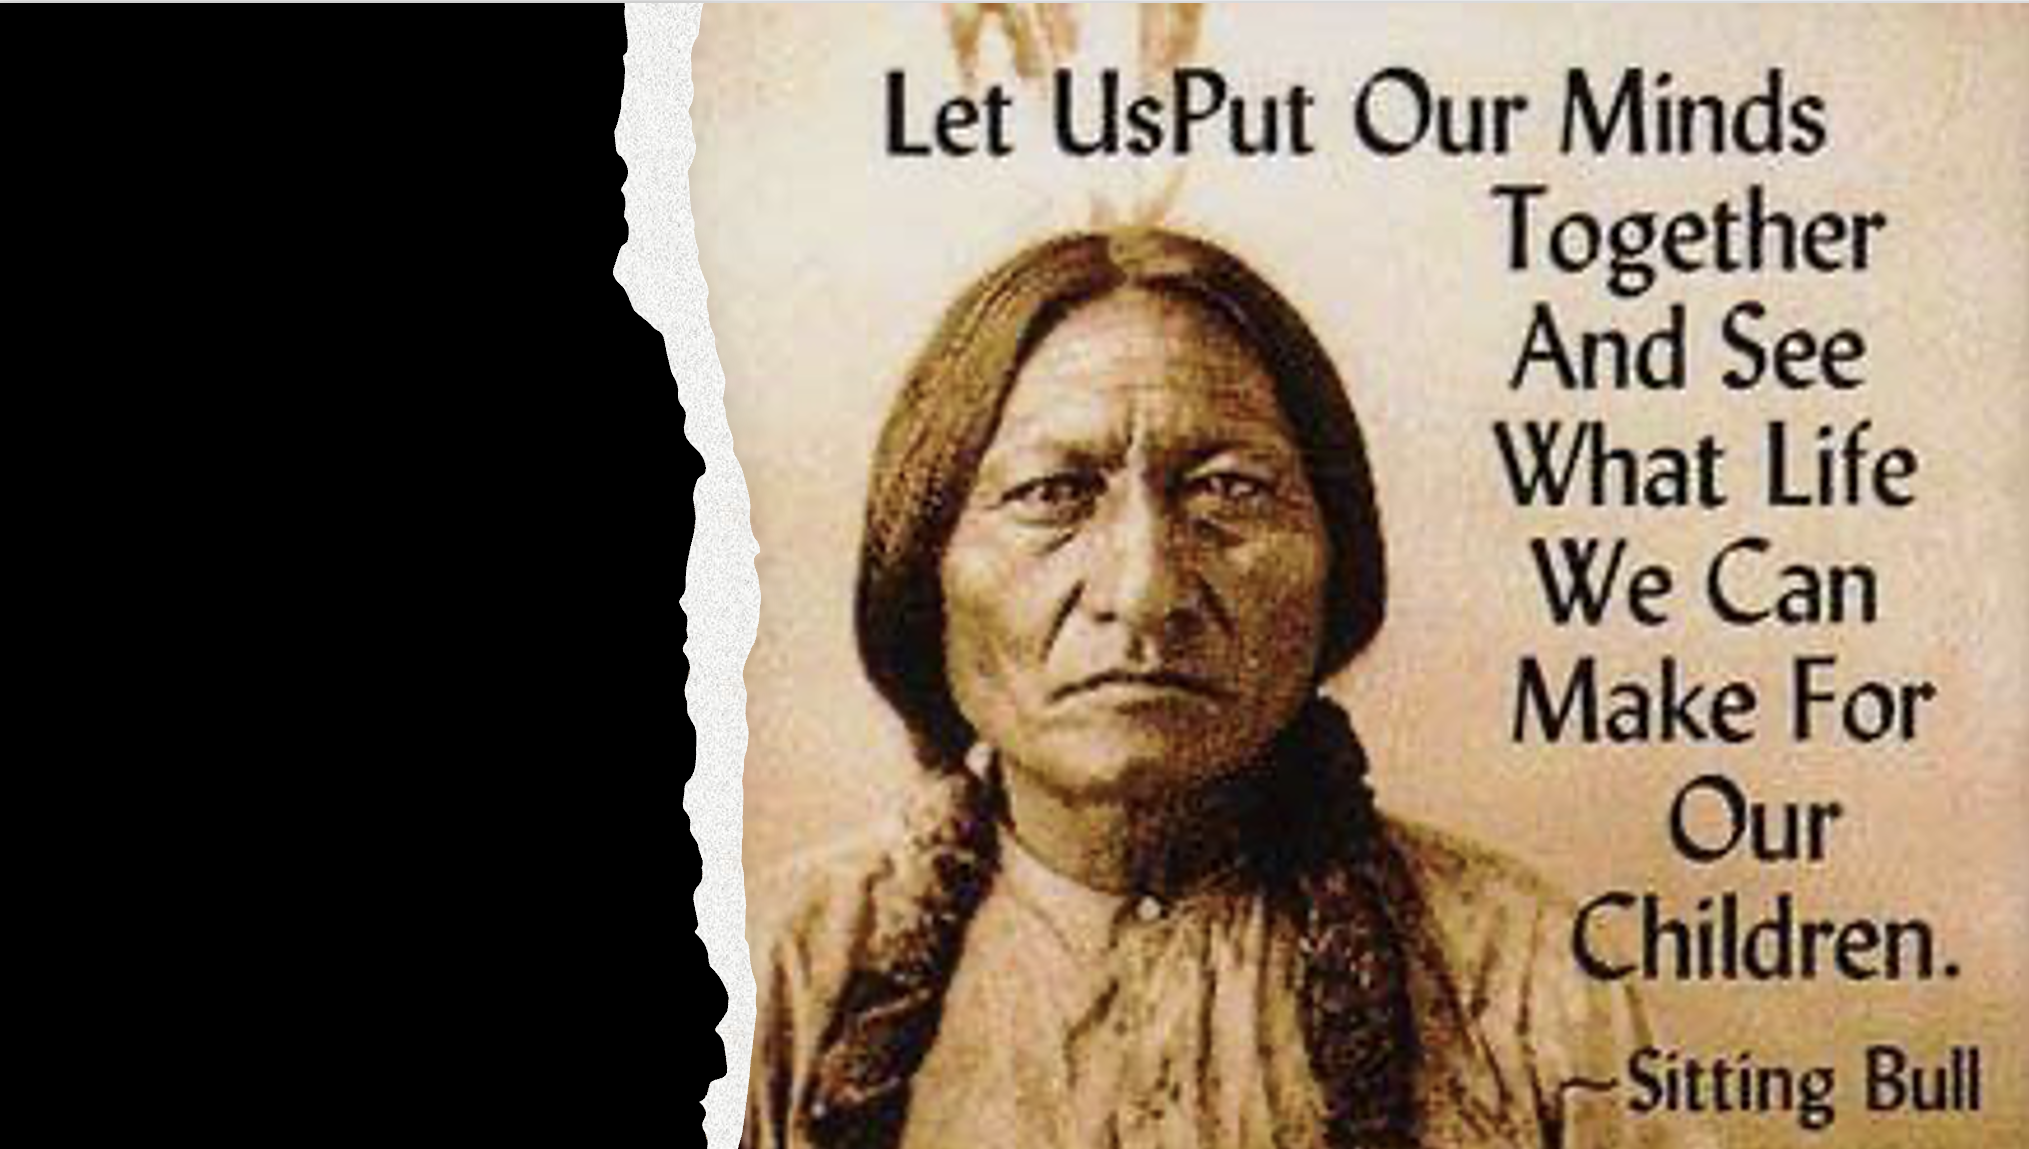 Let UsPut Our Minds
Together
And See
What Life
We Can
Make For
Our
Children.
~Sitting Bull